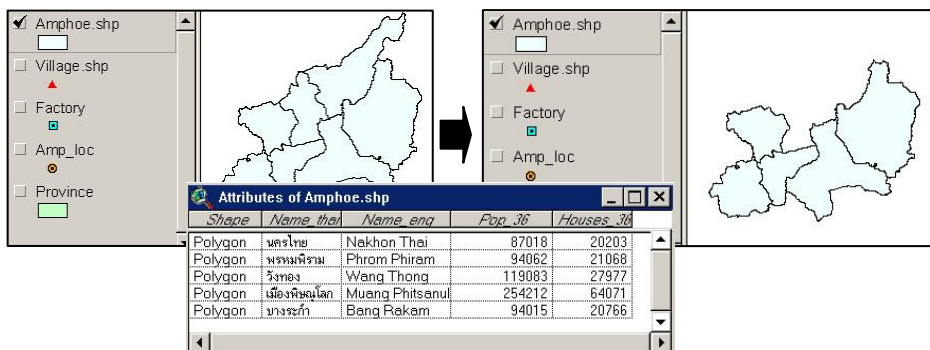 Amphoe.shp
Village.shp
Factory
Amp_loc
Province
Amphoe.shp
Village.shp
Factory
Amp_loc
Attributes of Amphoe.shp
Shape Name_thai Name_eng Pop_36 Houses_36
Polygon นครไทย Nakhon Thai 87018 20203
Polygon พรหมพิราม Phrom Phiram 94062 21068
Polygon วังทอง Wang Thong 119083 27977
Polygon เมืองพิษณุโลก Muang Phitsanul 254212 64071
Polygon บางระกำ Bang Rakam 94015 20766